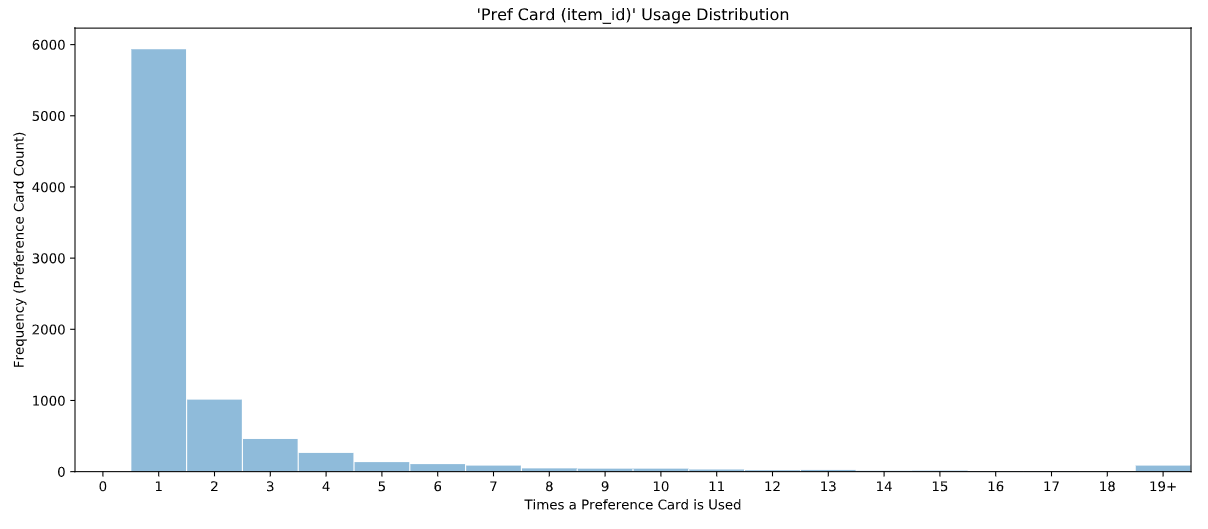 'Pref Card (item_id)' Usage Distribution
Frequency (Preference Card Count)
6000
5000
4000
3000
2000
1000
0
0 1 2 3 4 5 6 7 8 9 10 11 12 13 14 15 16 17 18 19+
Times a Preference Card is Used